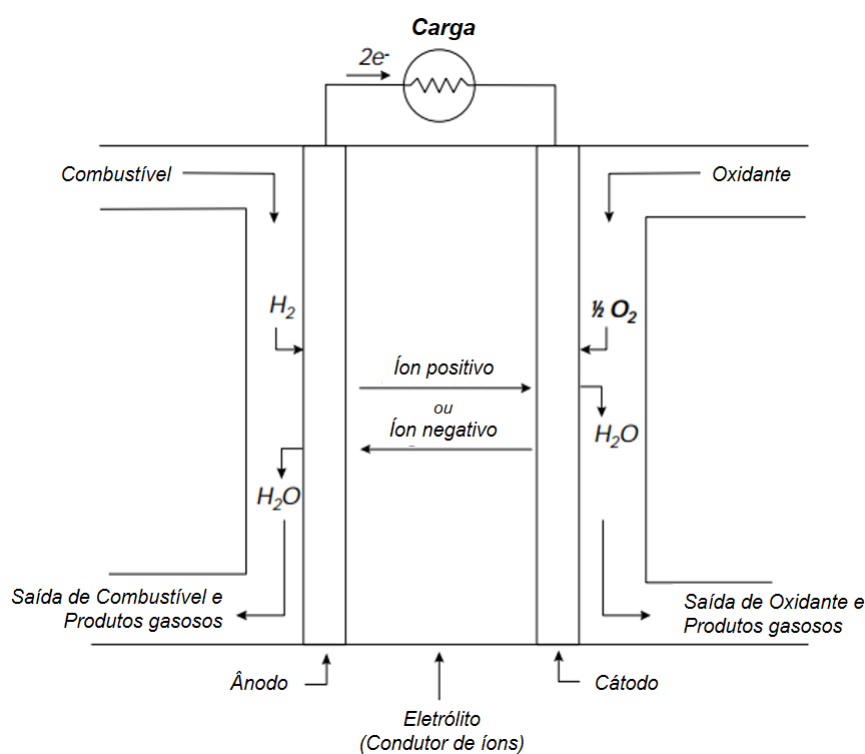 Carga
2e-
Combustível
Oxidante
H₂
½ O₂
Íon positivo
ou
Íon negativo
H₂O
H₂O
Saída de Combustível e
Produtos gasosos
Saída de Oxidante e
Produtos gasosos
Ânodo
Cátodo
Eletrólito
(Condutor de íons)